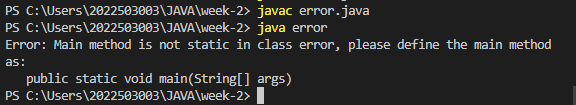 PS C:\Users\2022503003\JAVA\week-2> javac error.java
PS C:\Users\2022503003\JAVA\week-2> java error
Error: Main method is not static in class error, please define the main method
as:
   public static void main(String[] args)
PS C:\Users\2022503003\JAVA\week-2>